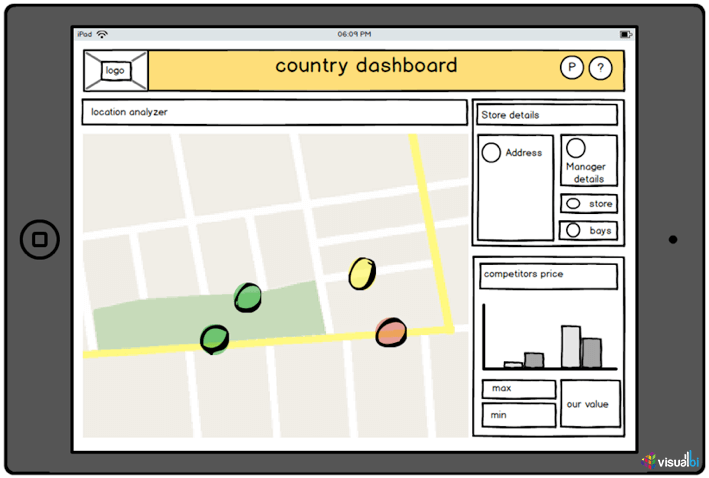 iPad
06:09 PM
logo
country dashboard
P
?
location analyzer
Store details
Address
Manager
details
store
bays
competitors price
max
min
our value
visualbi